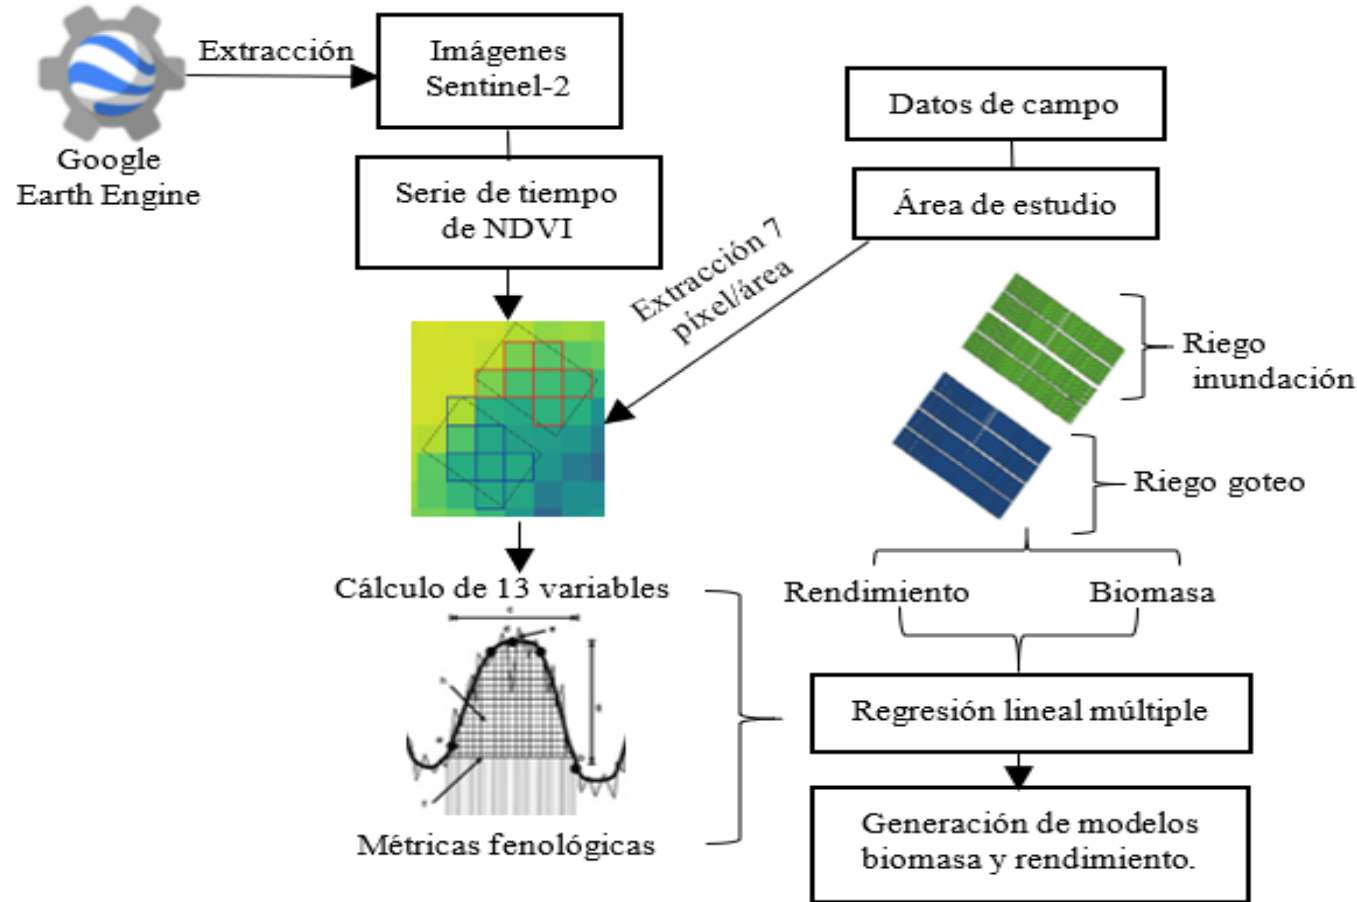 Extracción
Google
Earth Engine
Imágenes
Sentinel-2
Serie de tiempo
de NDVI
Datos de campo
Área de estudio
Extracción 7
píxel/área
Riego
inundación
Riego goteo
Rendimiento
Biomasa
Cálculo de 13 variables
Métricas fenológicas
Regresión lineal múltiple
Generación de modelos
biomasa y rendimiento.